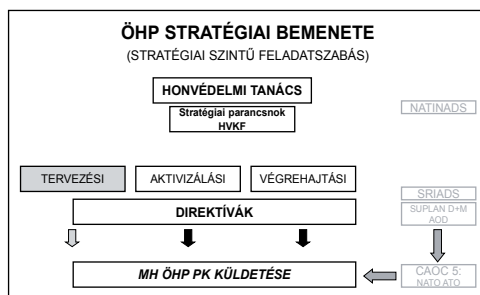 ÖHP STRATÉGIAI BEMENETE
(STRATÉGIAI SZINTŰ FELADATSZABÁS)
HONVÉDELMI TANÁCS
Stratégiai parancsnok
HVKF
NATINADS
TERVEZÉSI
AKTIVIZÁLÁSI
VÉGREHAJTÁSI
SRIADS
DIREKTÍVÁK
SUPLAN D+M
AOD
MH ÖHP PK KÜLDETÉSE
CAOC 5:
NATO ATO